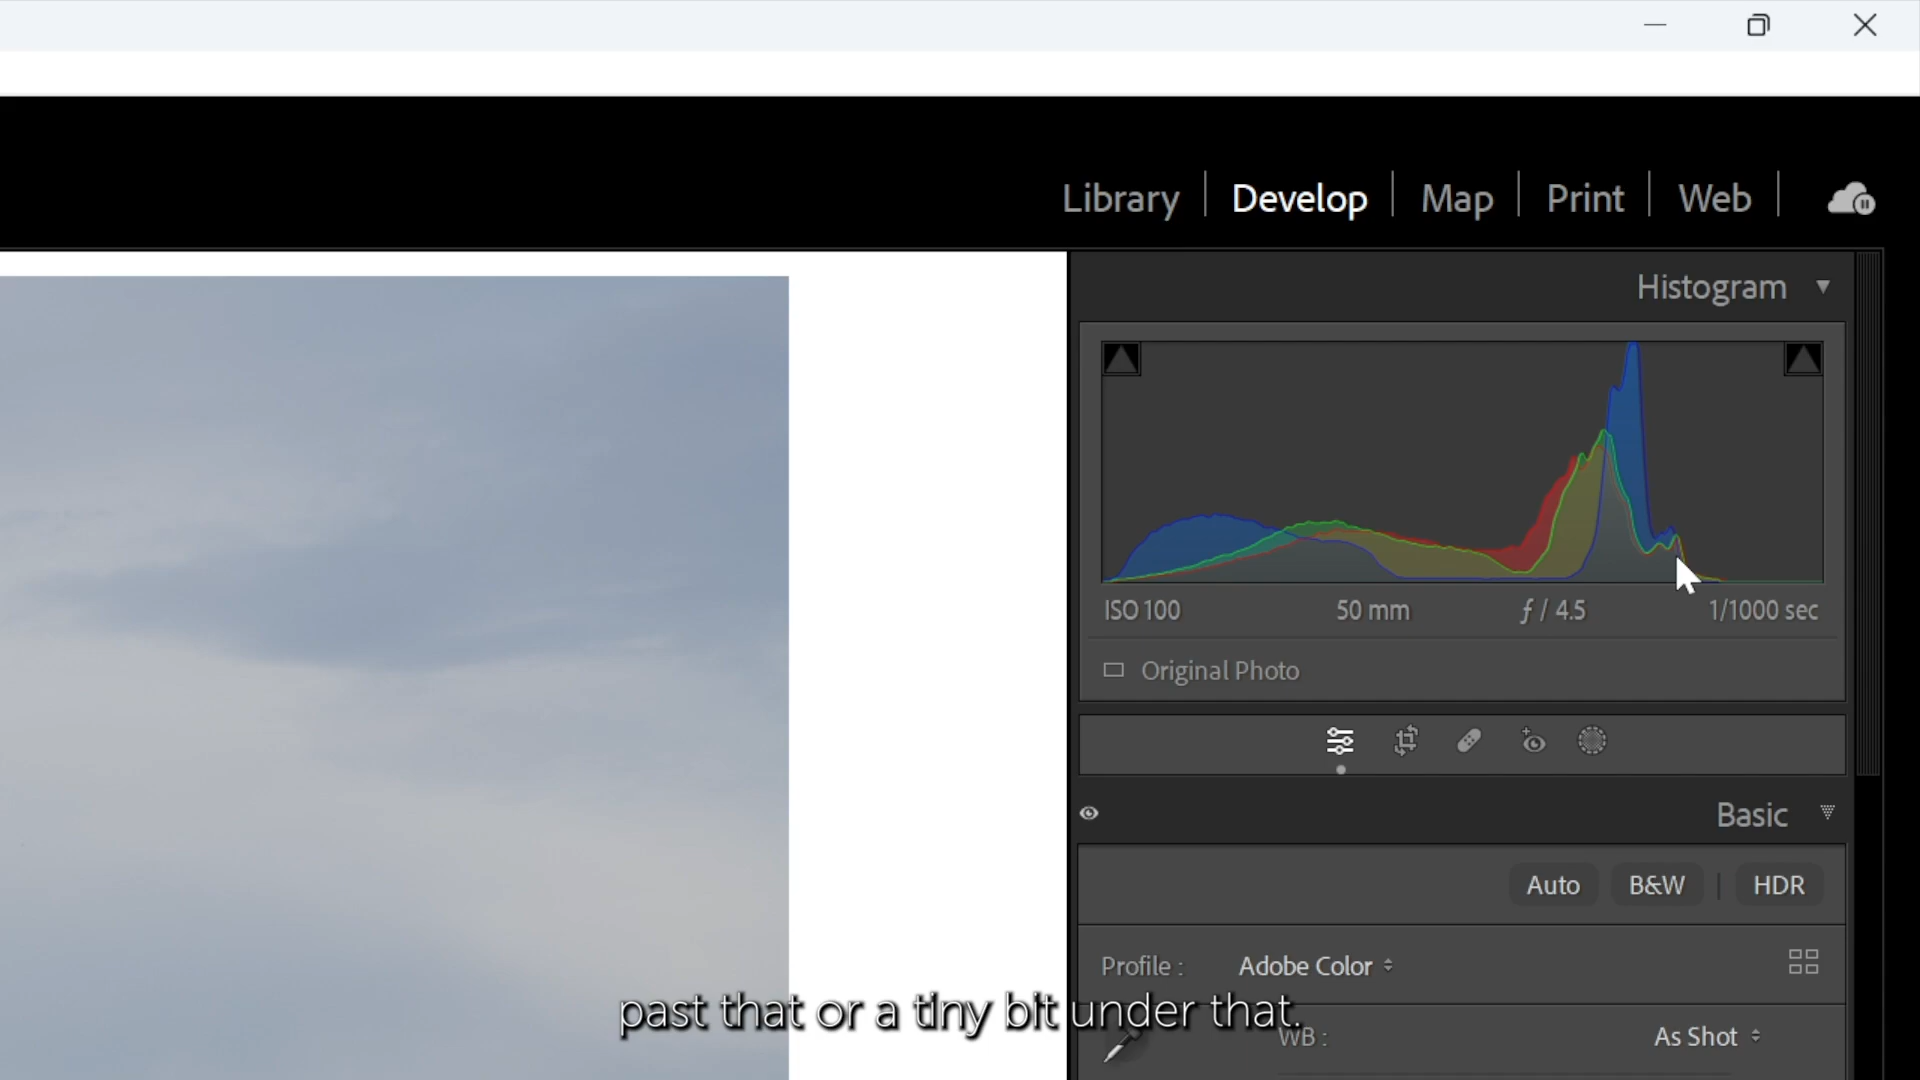 Library Develop Map Print Web
Histogram
ISO 100 50 mm ƒ / 4.5 1/1000 sec
Original Photo
Basic
Auto B&W HDR
Profile : Adobe Color
past that or a tiny bit under that.
WB : As Shot